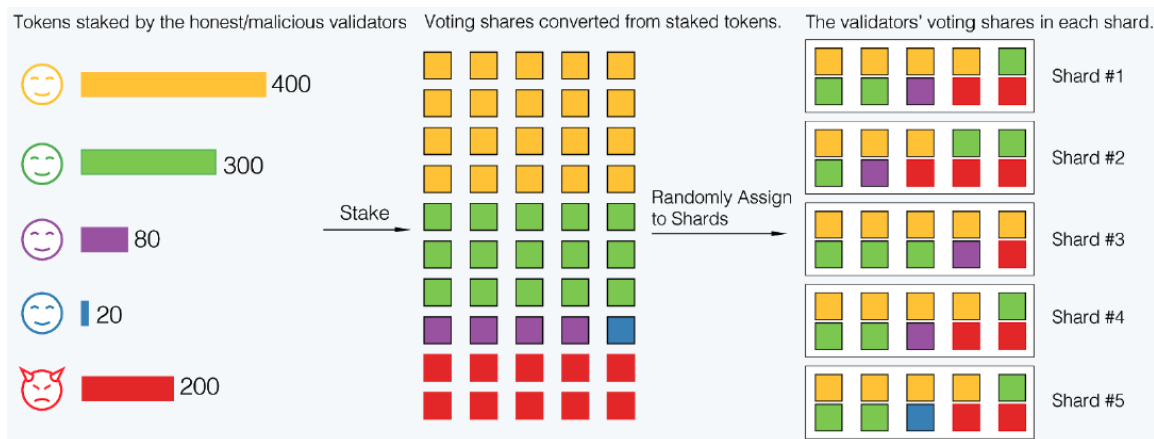 Tokens staked by the honest/malicious validators
400
300
80
20
200
Stake
Voting shares converted from staked tokens.
Randomly Assign
to Shards
The validators' voting shares in each shard.
Shard #1
Shard #2
Shard #3
Shard #4
Shard #5